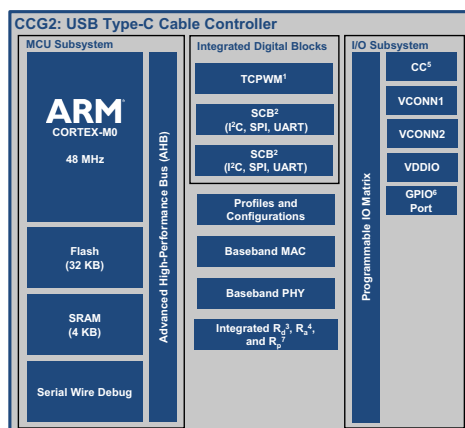 CCG2: USB Type-C Cable Controller
MCU Subsystem
ARM®
CORTEX-M0
48 MHz
Flash
(32 KB)
SRAM
(4 KB)
Serial Wire Debug
Advanced High-Performance Bus (AHB)
Integrated Digital Blocks
TCPWM¹
SCB²
(I²C, SPI, UART)
SCB²
(I²C, SPI, UART)
Profiles and
Configurations
Baseband MAC
Baseband PHY
Integrated R_d³, R_a⁴,
and R_p⁷
I/O Subsystem
Programmable IO Matrix
CC⁵
VCONN1
VCONN2
VDDIO
GPIO⁶
Port